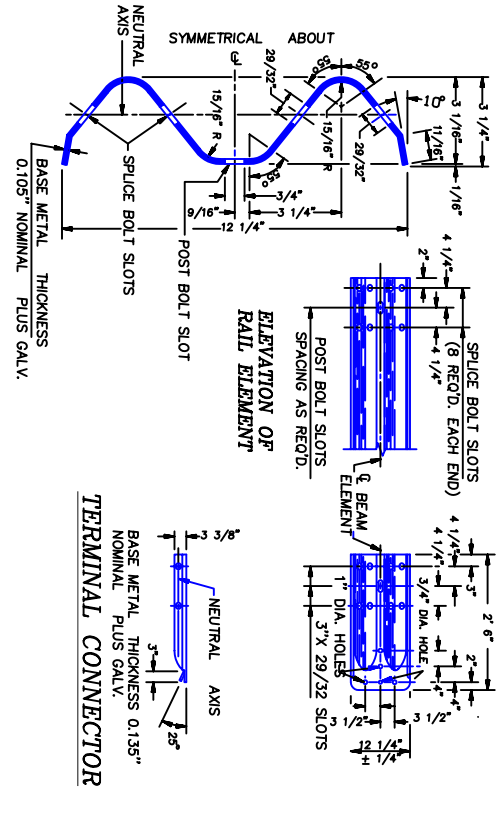 SYMMETRICAL ABOUT
℄
NEUTRAL
AXIS
29/32"
55°
55°
10°
3 1/16"
3 1/4"
1/16"
11/16"
29/32"
15/16" R
15/16" R
55°
3/4"
9/16"
3 1/4"
12 1/4"
SPLICE BOLT SLOTS
POST BOLT SLOT
BASE METAL THICKNESS
0.105" NOMINAL PLUS GALV.
4 1/4"
2"
4 1/4"
SPLICE BOLT SLOTS
(8 REQ'D. EACH END)
POST BOLT SLOTS
SPACING AS REQ'D.
ELEVATION OF
RAIL ELEMENT
℄ BEAM
ELEMENT
2' 6"
4 1/4"
4 1/4"
3"
3/4" DIA. HOLE
2"
4"
4"
1" DIA. HOLES
3"X 29/32 SLOTS
3 1/2"
3 1/2"
12 1/4"
± 1/4"
3 3/8"
NEUTRAL AXIS
3"
25°
BASE METAL THICKNESS 0.135"
NOMINAL PLUS GALV.
TERMINAL CONNECTOR